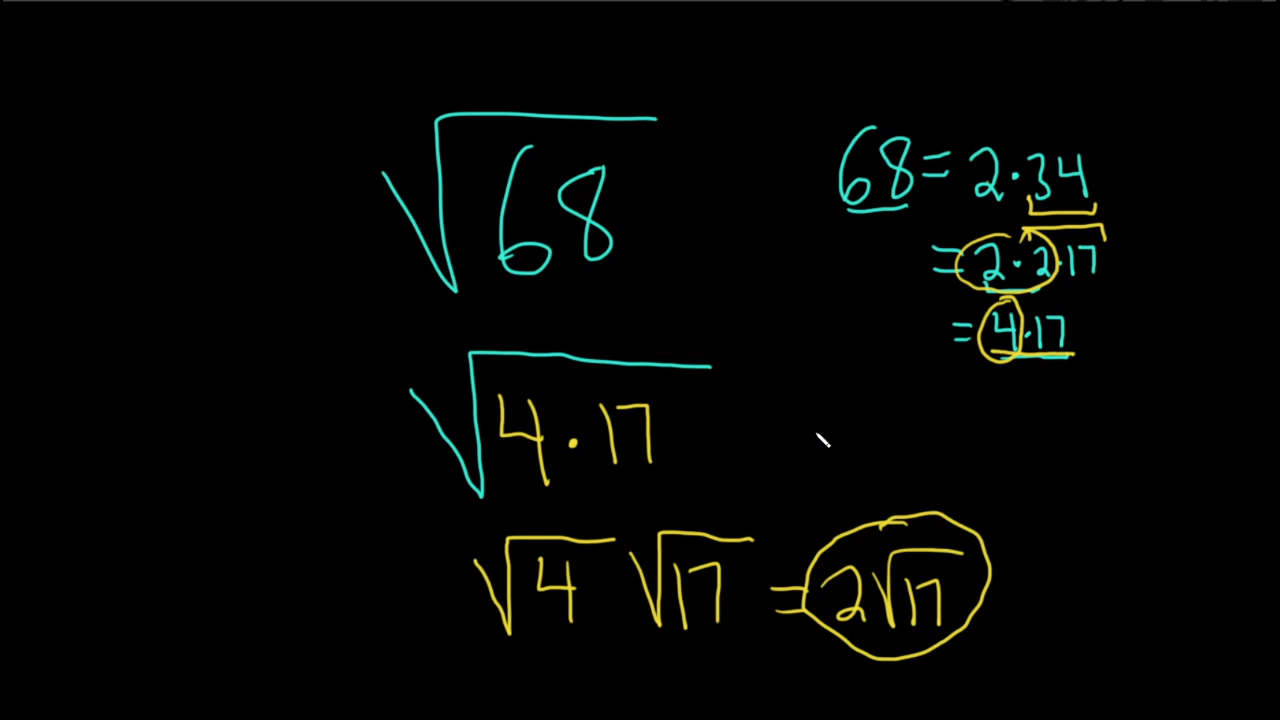 √68
68 = 2·34
= 2·2·17
= 4·17
√4·17
√4 √17 = 2√17